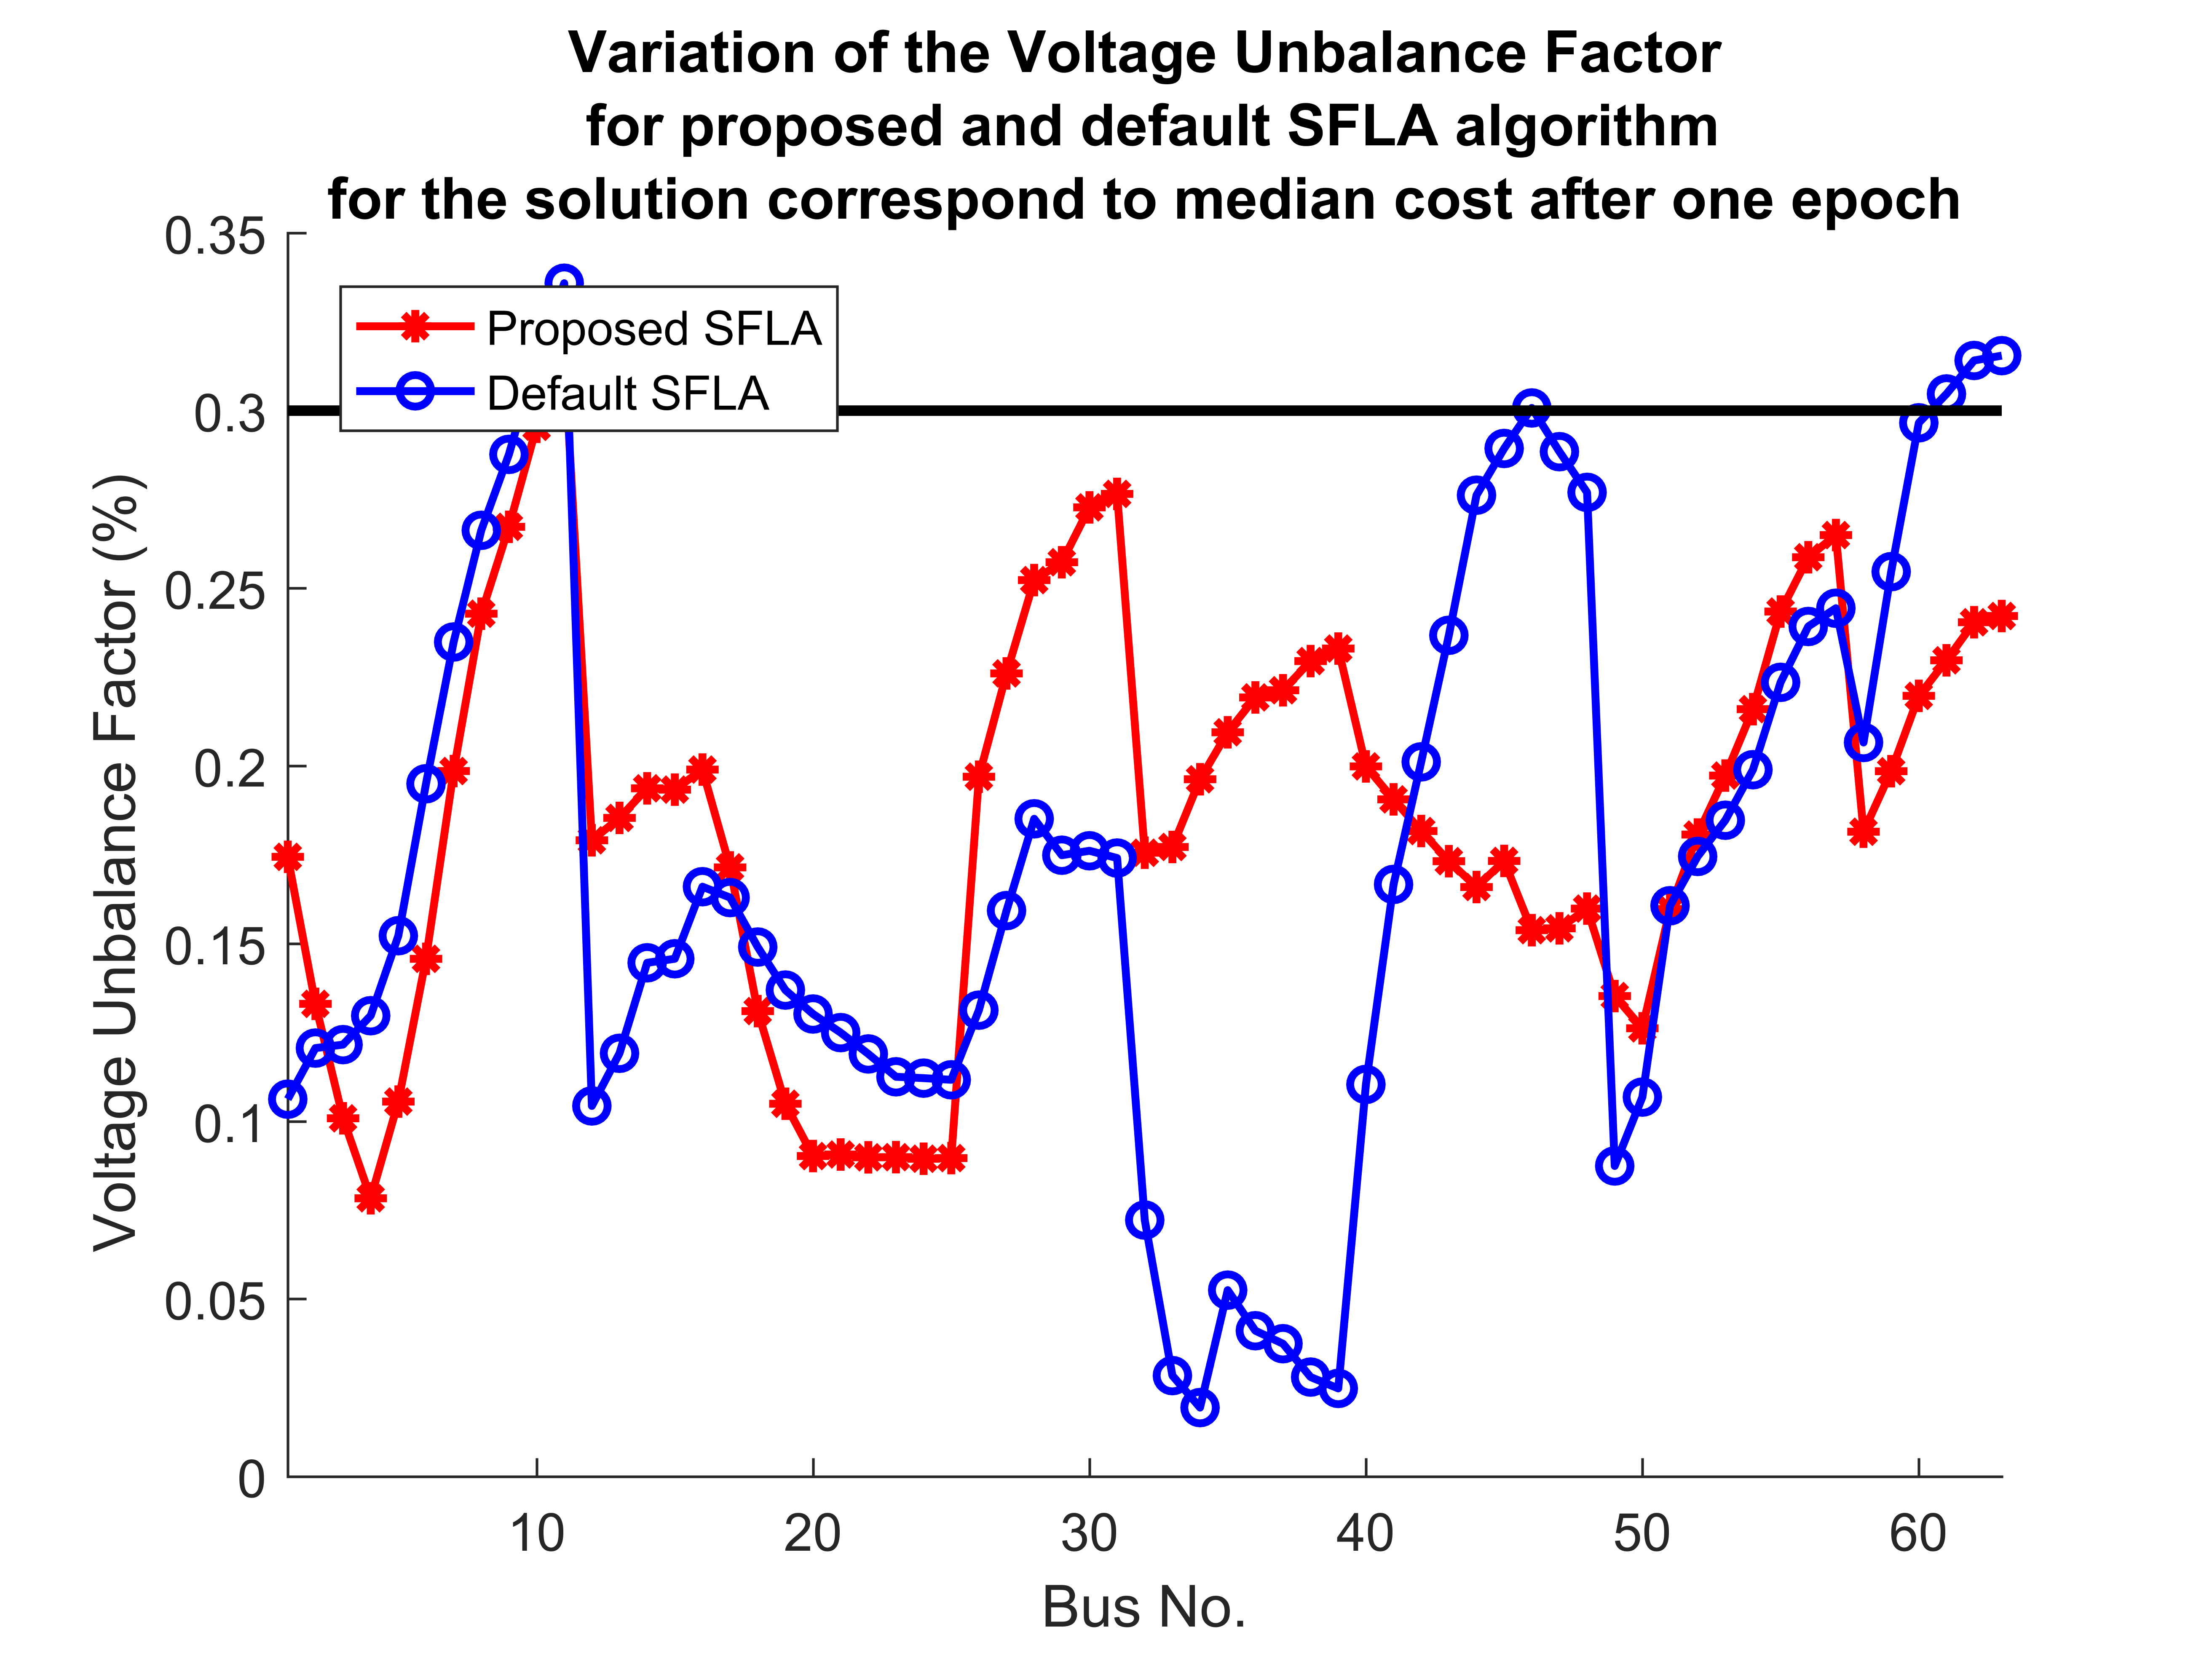 Variation of the Voltage Unbalance Factor
for proposed and default SFLA algorithm
for the solution correspond to median cost after one epoch
0.35
0.3
0.25
0.2
0.15
0.1
0.05
0
Voltage Unbalance Factor (%)
Proposed SFLA
Default SFLA
10 20 30 40 50 60
Bus No.